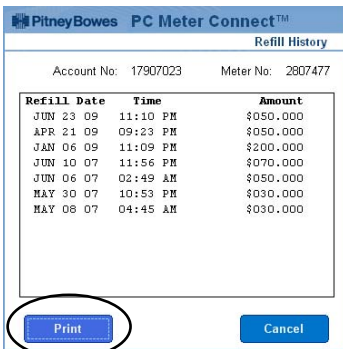 PitneyBowes PC Meter Connect™
Refill History
Account No: 17907023 Meter No: 2807477
Refill Date Time Amount
JUN 23 09 11:10 PM $050.000
APR 21 09 09:23 PM $050.000
JAN 06 09 11:09 PM $200.000
JUN 10 07 11:56 PM $070.000
JUN 06 07 02:49 AM $050.000
MAY 30 07 10:53 PM $030.000
MAY 08 07 04:45 AM $030.000
Print Cancel